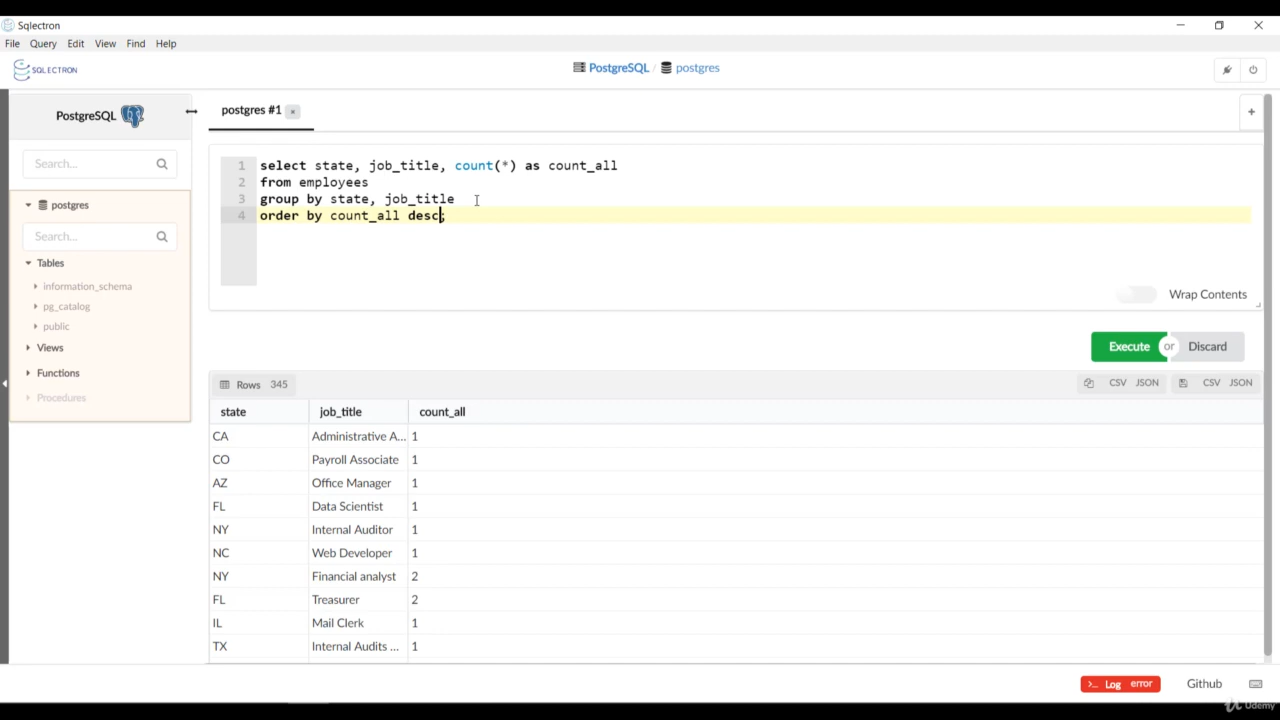 Sqlectron
File Query Edit View Find Help
SQLECTRON
PostgreSQL / postgres
PostgreSQL
postgres #1 ×
+
Search...
postgres
Search...
Tables
information_schema
pg_catalog
public
Views
Functions
Procedures
1 select state, job_title, count(*) as count_all
2 from employees
3 group by state, job_title
4 order by count_all desc;
Wrap Contents
Execute or Discard
Rows 345
CSV JSON CSV JSON
state job_title count_all
CA Administrative A... 1
CO Payroll Associate 1
AZ Office Manager 1
FL Data Scientist 1
NY Internal Auditor 1
NC Web Developer 1
NY Financial analyst 2
FL Treasurer 2
IL Mail Clerk 1
TX Internal Audits ... 1
>_ Log error
Github
Udemy